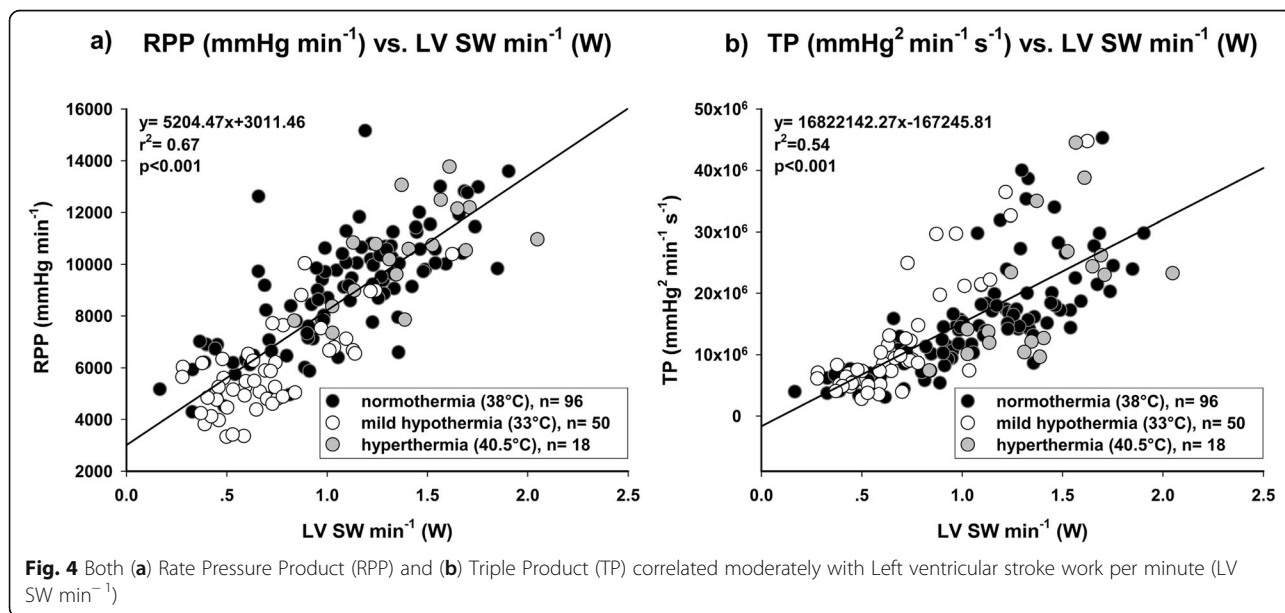 a) RPP (mmHg min⁻¹) vs. LV SW min⁻¹ (W)
y= 5204.47x+3011.46
r²= 0.67
p<0.001
RPP (mmHg min⁻¹)
16000
14000
12000
10000
8000
6000
4000
2000
normothermia (38°C), n= 96
mild hypothermia (33°C), n= 50
hyperthermia (40.5°C), n= 18
0.0 .5 1.0 1.5 2.0 2.5
LV SW min⁻¹ (W)
b) TP (mmHg² min⁻¹ s⁻¹) vs. LV SW min⁻¹ (W)
y= 16822142.27x-167245.81
r²=0.54
p<0.001
TP (mmHg² min⁻¹ s⁻¹)
50x10⁶
40x10⁶
30x10⁶
20x10⁶
10x10⁶
0
normothermia (38°C), n= 96
mild hypothermia (33°C), n= 50
hyperthermia (40.5°C), n= 18
0.0 .5 1.0 1.5 2.0 2.5
LV SW min⁻¹ (W)
Fig. 4 Both (a) Rate Pressure Product (RPP) and (b) Triple Product (TP) correlated moderately with Left ventricular stroke work per minute (LV
SW min⁻ ¹)